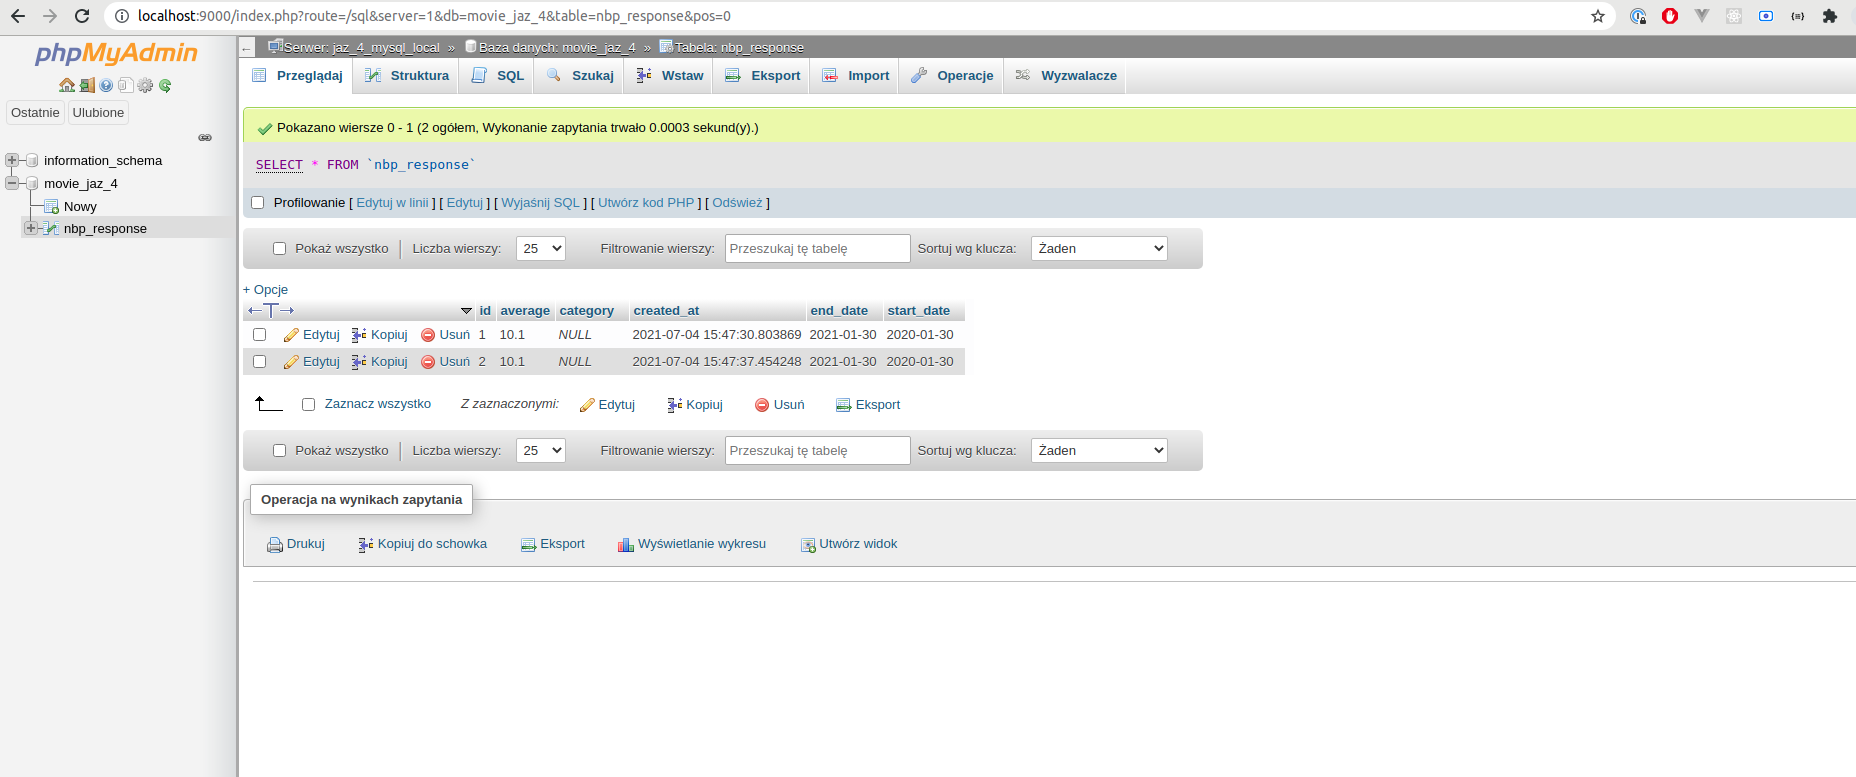 localhost:9000/index.php?route=/sql&server=1&db=movie_jaz_4&table=nbp_response&pos=0
phpMyAdmin
Ostatnie Ulubione
information_schema
movie_jaz_4
Nowy
nbp_response
Serwer: jaz_4_mysql_local » Baza danych: movie_jaz_4 » Tabela: nbp_response
Przeglądaj Struktura SQL Szukaj Wstaw Eksport Import Operacje Wyzwalacze
Pokazano wiersze 0 - 1 (2 ogółem, Wykonanie zapytania trwało 0.0003 sekund(y).)
SELECT * FROM `nbp_response`
Profilowanie [ Edytuj w linii ] [ Edytuj ] [ Wyjaśnij SQL ] [ Utwórz kod PHP ] [ Odśwież ]
Pokaż wszystko Liczba wierszy: 25 Filtrowanie wierszy: Przeszukaj tę tabelę Sortuj wg klucza: Żaden
+ Opcje
id average category created_at end_date start_date
Edytuj Kopiuj Usuń 1 10.1 NULL 2021-07-04 15:47:30.803869 2021-01-30 2020-01-30
Edytuj Kopiuj Usuń 2 10.1 NULL 2021-07-04 15:47:37.454248 2021-01-30 2020-01-30
Zaznacz wszystko Z zaznaczonymi: Edytuj Kopiuj Usuń Eksport
Pokaż wszystko Liczba wierszy: 25 Filtrowanie wierszy: Przeszukaj tę tabelę Sortuj wg klucza: Żaden
Operacja na wynikach zapytania
Drukuj Kopiuj do schowka Eksport Wyświetlanie wykresu Utwórz widok